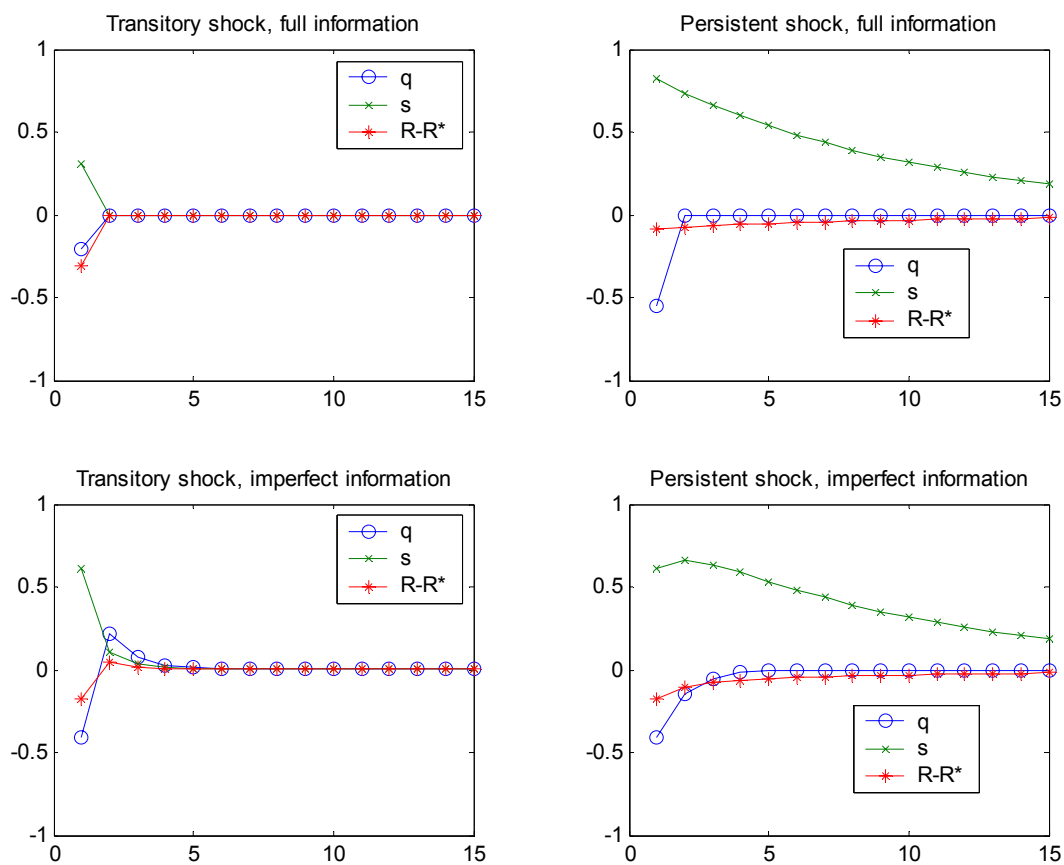 Transitory shock, full information
1
0.5
0
-0.5
-1
0 5 10 15
q
s
R-R*
Persistent shock, full information
1
0.5
0
-0.5
-1
0 5 10 15
q
s
R-R*
Transitory shock, imperfect information
1
0.5
0
-0.5
-1
0 5 10 15
q
s
R-R*
Persistent shock, imperfect information
1
0.5
0
-0.5
-1
0 5 10 15
q
s
R-R*